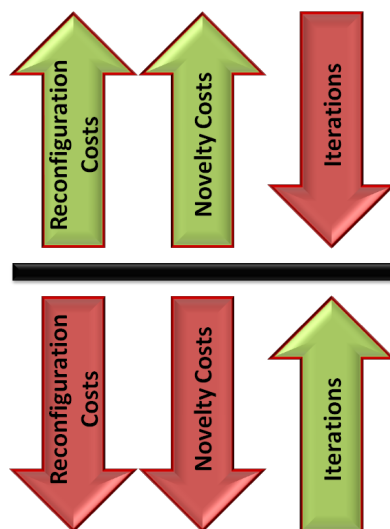 Reconfiguration
Costs
Novelty Costs
Iterations
Reconfiguration
Costs
Novelty Costs
Iterations